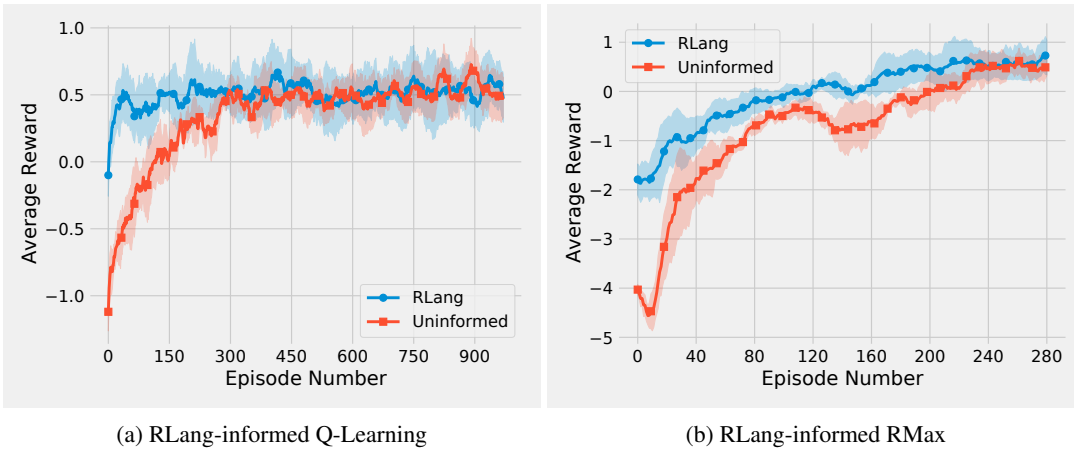 1.0
0.5
0.0
−0.5
−1.0
Average Reward
0
150
300
450
600
750
900
Episode Number
RLang
Uninformed
(a) RLang-informed Q-Learning
1
0
−1
−2
−3
−4
−5
Average Reward
0
40
80
120
160
200
240
280
Episode Number
RLang
Uninformed
(b) RLang-informed RMax